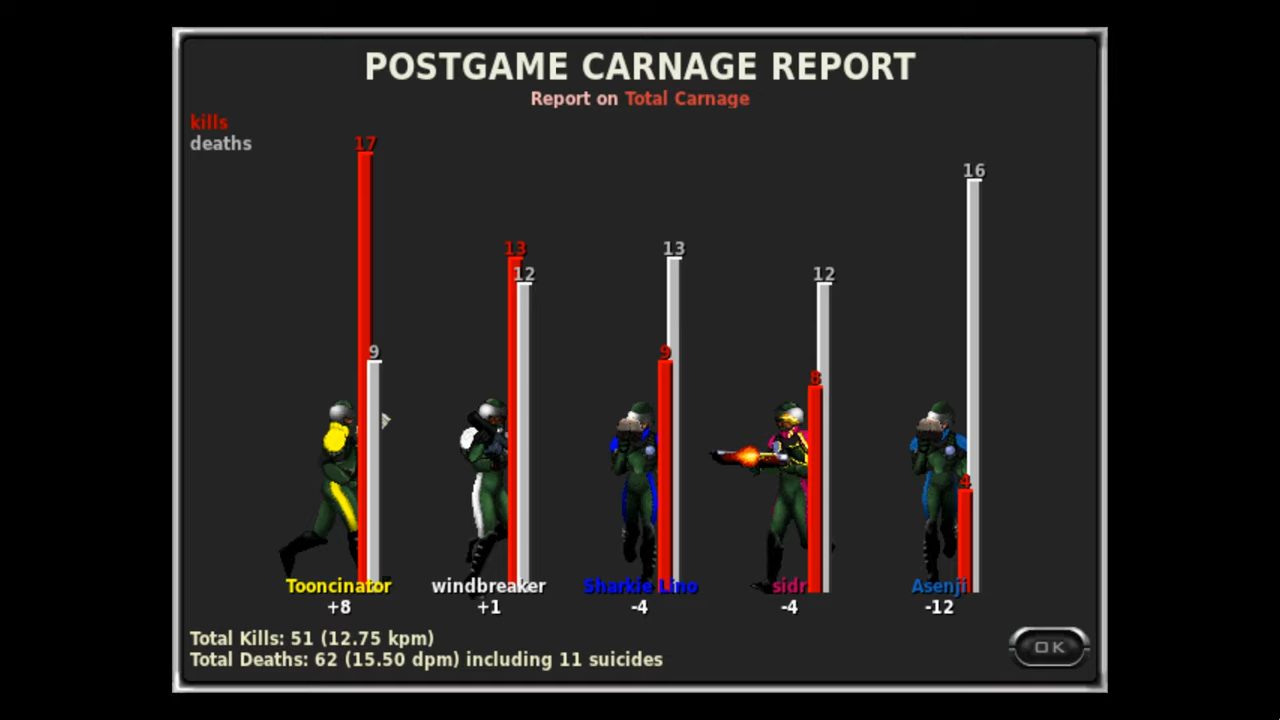 POSTGAME CARNAGE REPORT
Report on Total Carnage
kills
deaths
17
9
13
12
13
9
12
8
16
4
Tooncinator windbreaker Sharkie Lino sidr Asenji
+8 +1 -4 -4 -12
Total Kills: 51 (12.75 kpm)
Total Deaths: 62 (15.50 dpm) including 11 suicides
OK